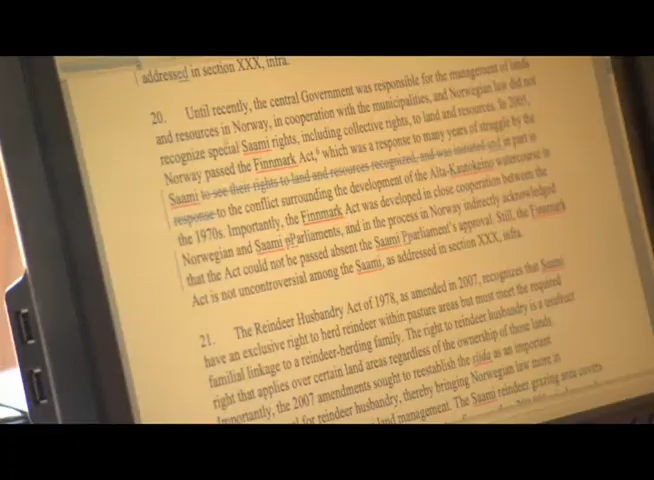 addressed in section XXX, infra.
20. Until recently, the central Government was responsible for the management of lands
and resources in Norway, in cooperation with the municipalities, and Norwegian law did not
recognize special Saami rights, including collective rights, to land and resources. In 2005,
Norway passed the Finnmark Act,6 which was a response to many years of struggle by the
Saami to see their rights to land and resources recognized, and was initiated and in part in
response to the conflict surrounding the development of the Alta-Kautokeino watercourse in
the 1970s. Importantly, the Finnmark Act was developed in close cooperation between the
Norwegian and Saami pParliaments, and in the process in Norway indirectly acknowledged
that the Act could not be passed absent the Saami Pparliament's approval. Still, the Finnmark
Act is not uncontroversial among the Saami, as addressed in section XXX, infra.
21. The Reindeer Husbandry Act of 1978, as amended in 2007, recognizes that Saami
have an exclusive right to herd reindeer within pasture areas but must meet the required
familial linkage to a reindeer-herding family. The right to reindeer husbandry is a usufruct
right that applies over certain land areas regardless of the ownership of those lands.
Importantly, the 2007 amendments sought to reestablish the siida as an important
for reindeer husbandry, thereby bringing Norwegian law more in
land management. The Saami reindeer grazing area covers